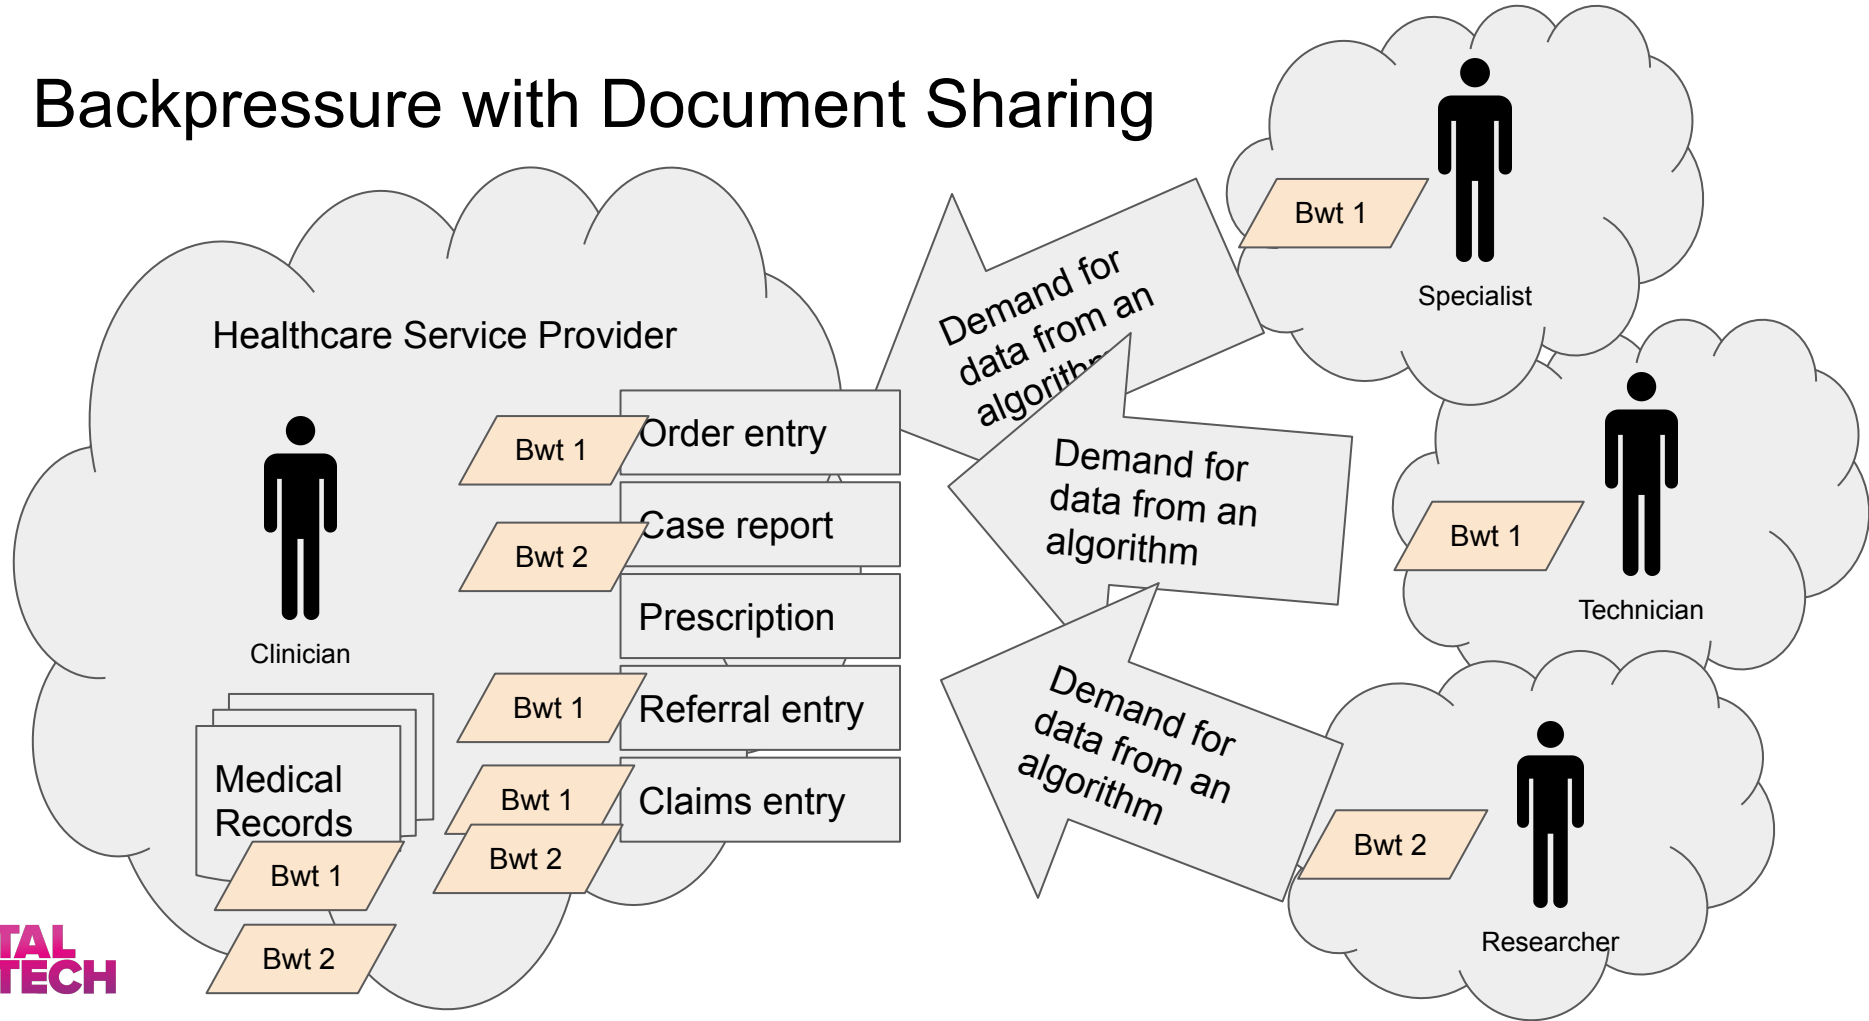 Backpressure with Document Sharing
Bwt 1
Specialist
Demand for
data from an
Healthcare Service Provider
Order entry
Bwt 1
Case report
Bwt 2
Prescription
Bwt 1
Referral entry
Bwt 1
Claims entry
Bwt 2
Clinician
Medical
Records
Bwt 1
Bwt 2
Demand for
data from an
algorithm
Bwt 1
Technician
Demand for
data from an
algorithm
Bwt 2
Researcher
TAL
TECH